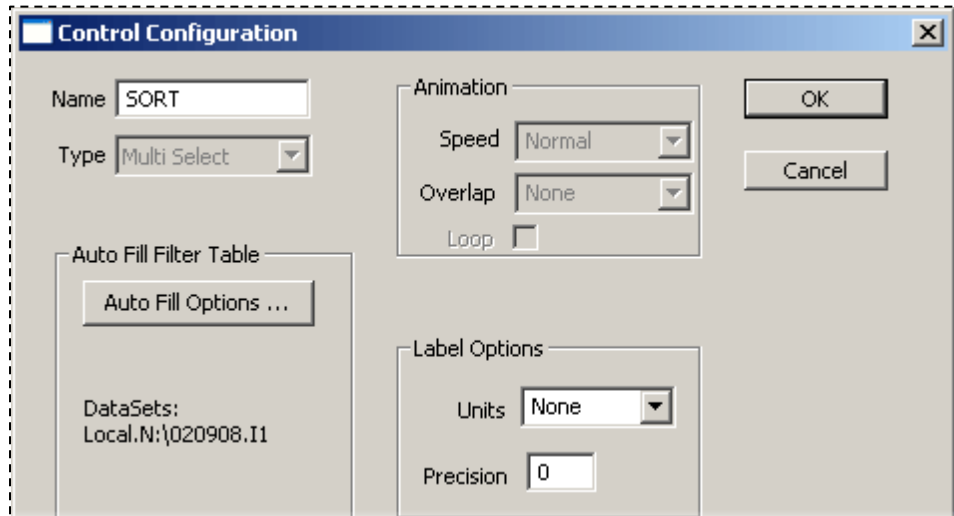 Control Configuration
Name SORT
Type Multi Select
Auto Fill Filter Table
Auto Fill Options ...
DataSets:
Local.N:\020908.I1
Animation
Speed Normal
Overlap None
Loop
Label Options
Units None
Precision 0
OK
Cancel